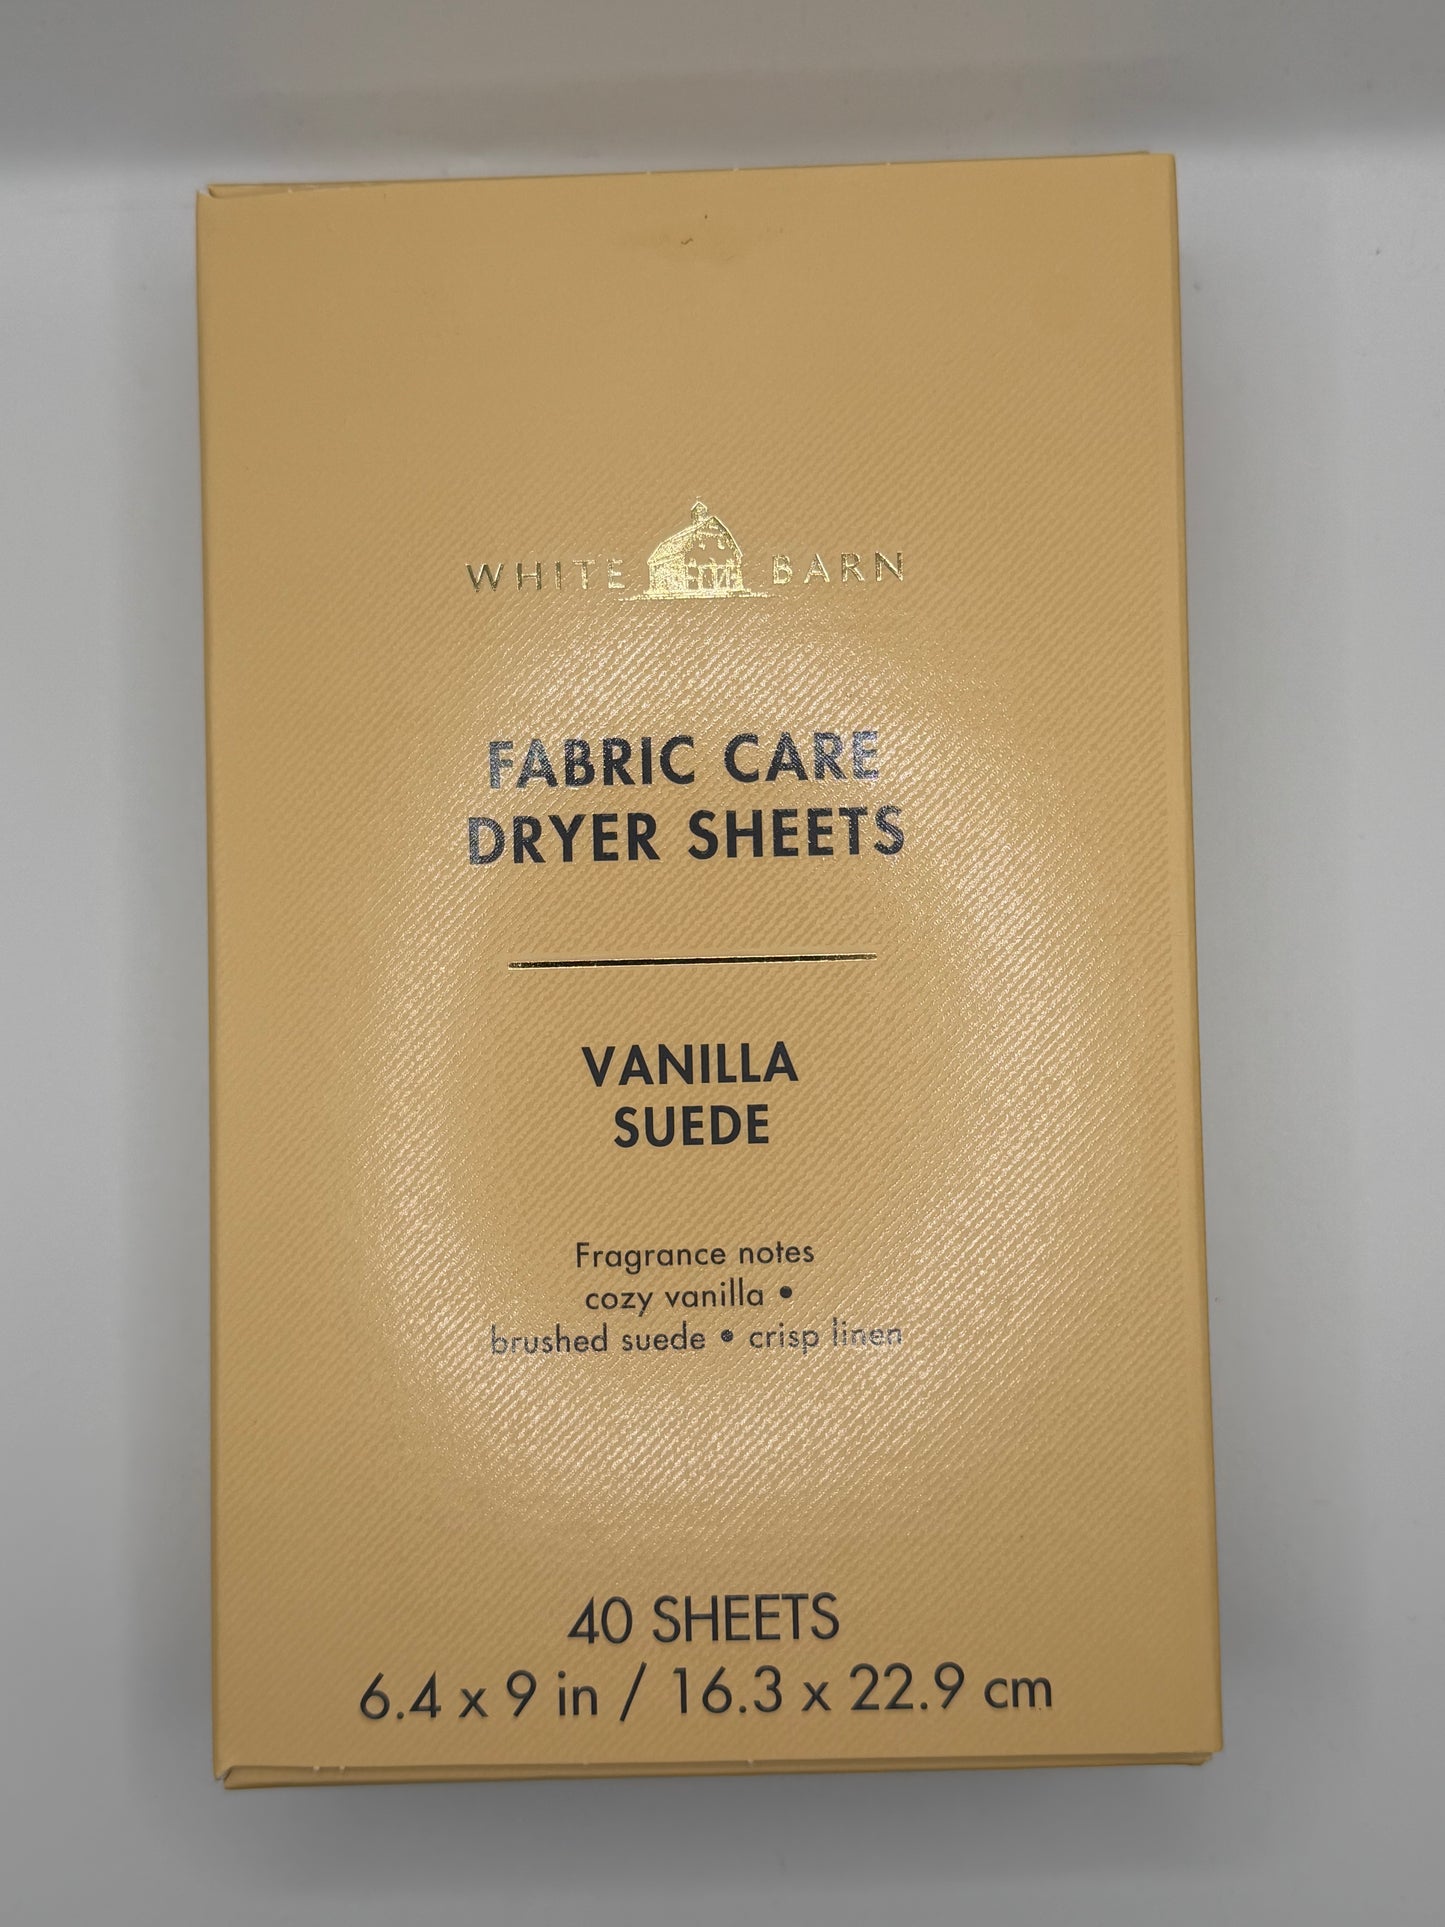 WHITE BARN
FABRIC CARE
DRYER SHEETS
VANILLA
SUEDE
Fragrance notes
cozy vanilla •
brushed suede • crisp linen
40 SHEETS
6.4 x 9 in / 16.3 x 22.9 cm